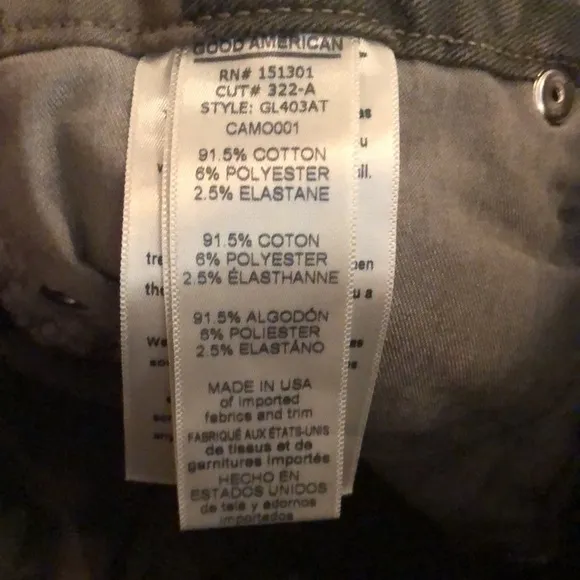 GOOD AMERICAN
RN# 151301
CUT# 322-A
STYLE: GL403AT
CAMO001
91.5% COTTON
6% POLYESTER
2.5% ELASTANE
91.5% COTON
6% POLYESTER
2.5% ÉLASTHANNE
91.5% ALGODÓN
6% POLIESTER
2.5% ELASTÁNO
MADE IN USA
of imported
fabrics and trim
FABRIQUÉ AUX ÉTATS-UNIS
de tissus et de
garnitures importés
HECHO EN
ESTADOS UNIDOS
de tela y adornos
importados